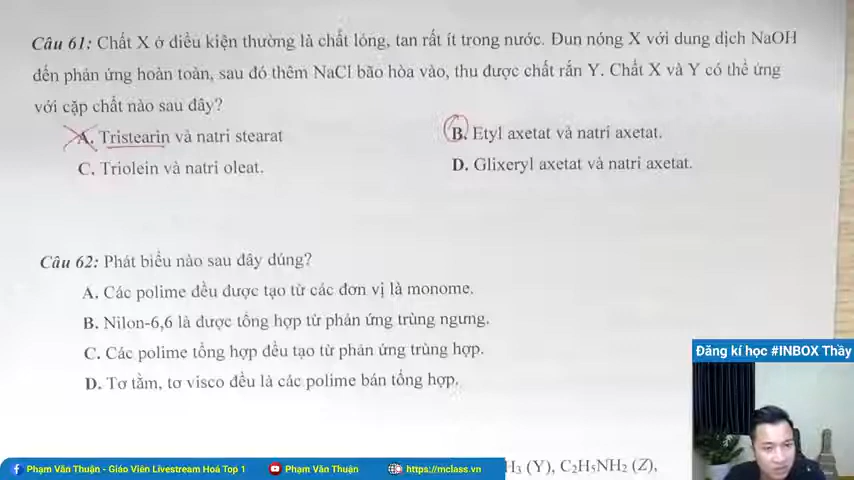 Câu 61: Chất X ở điều kiện thường là chất lỏng, tan rất ít trong nước. Đun nóng X với dung dịch NaOH
đến phản ứng hoàn toàn, sau đó thêm NaCl bão hòa vào, thu được chất rắn Y. Chất X và Y có thể ứng
với cặp chất nào sau đây?
A. Tristearin và natri stearat
B. Etyl axetat và natri axetat.
C. Triolein và natri oleat.
D. Glixeryl axetat và natri axetat.
Câu 62: Phát biểu nào sau đây đúng?
A. Các polime đều được tạo từ các đơn vị là monome.
B. Nilon-6,6 là được tổng hợp từ phản ứng trùng ngưng.
C. Các polime tổng hợp đều tạo từ phản ứng trùng hợp.
D. Tơ tằm, tơ visco đều là các polime bán tổng hợp.
Đăng kí học #INBOX Thầy
H₃ (Y), C₂H₅NH₂ (Z),
Phạm Văn Thuận - Giáo Viên Livestream Hoá Top 1
Phạm Văn Thuận
https://mclass.vn